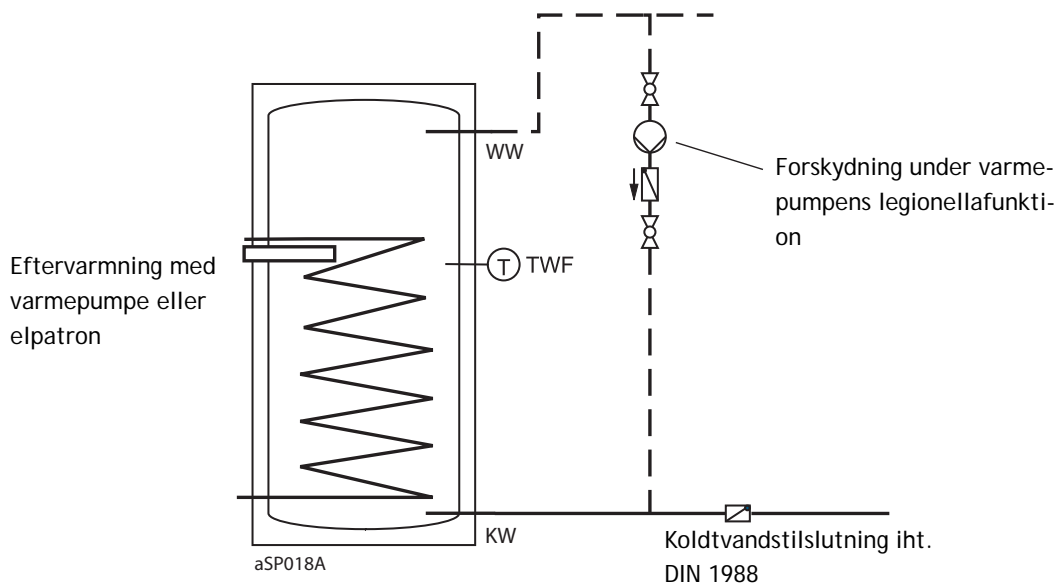 WW
Forskydning under varme-
pumpens legionellafunkti-
on
Eftervarmning med
varmepumpe eller
elpatron
T
TWF
KW
Koldtvandstilslutning iht.
DIN 1988
aSP018A